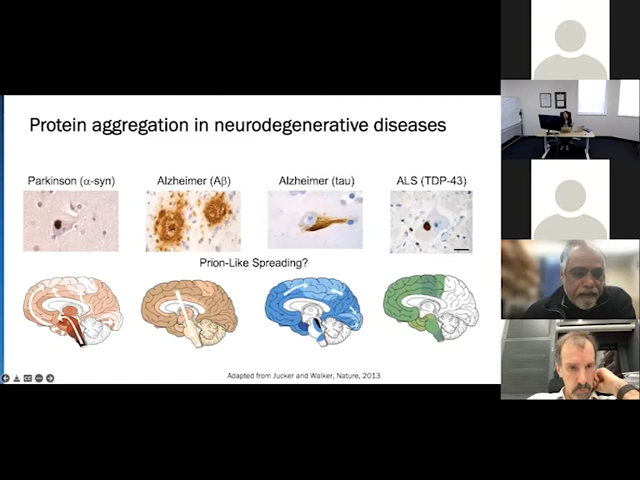 Protein aggregation in neurodegenerative diseases
Parkinson (α-syn) Alzheimer (Aβ) Alzheimer (tau) ALS (TDP-43)
Prion-Like Spreading?
Adapted from Jucker and Walker, Nature, 2013